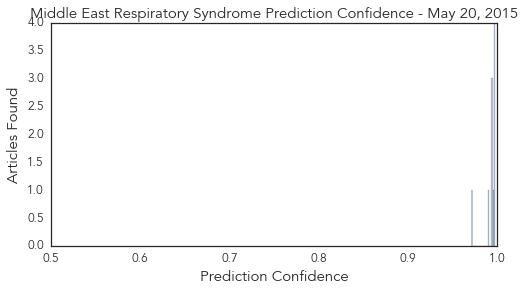 Middle East Respiratory Syndrome Prediction Confidence - May 20, 2015
4.0
3.5
3.0
2.5
2.0
1.5
1.0
0.5
0.0
Articles Found
0.5 0.6 0.7 0.8 0.9 1.0
Prediction Confidence